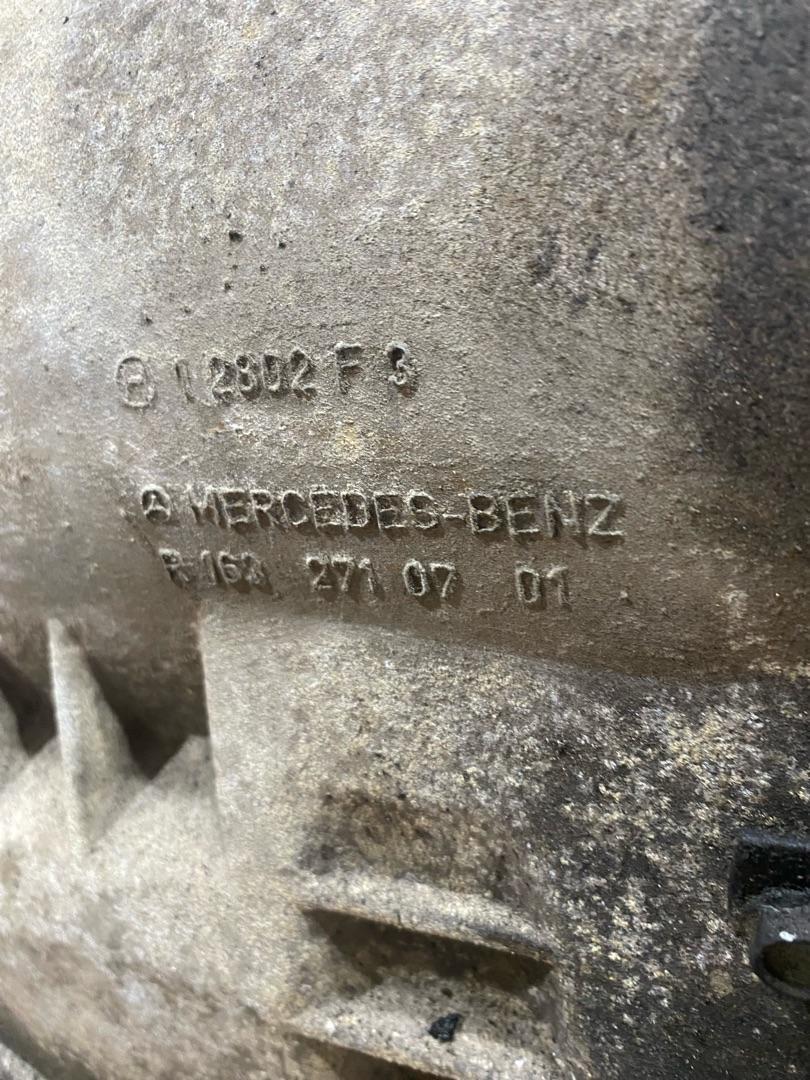 1 2802 F 3
MERCEDES-BENZ
R 163 271 07 01